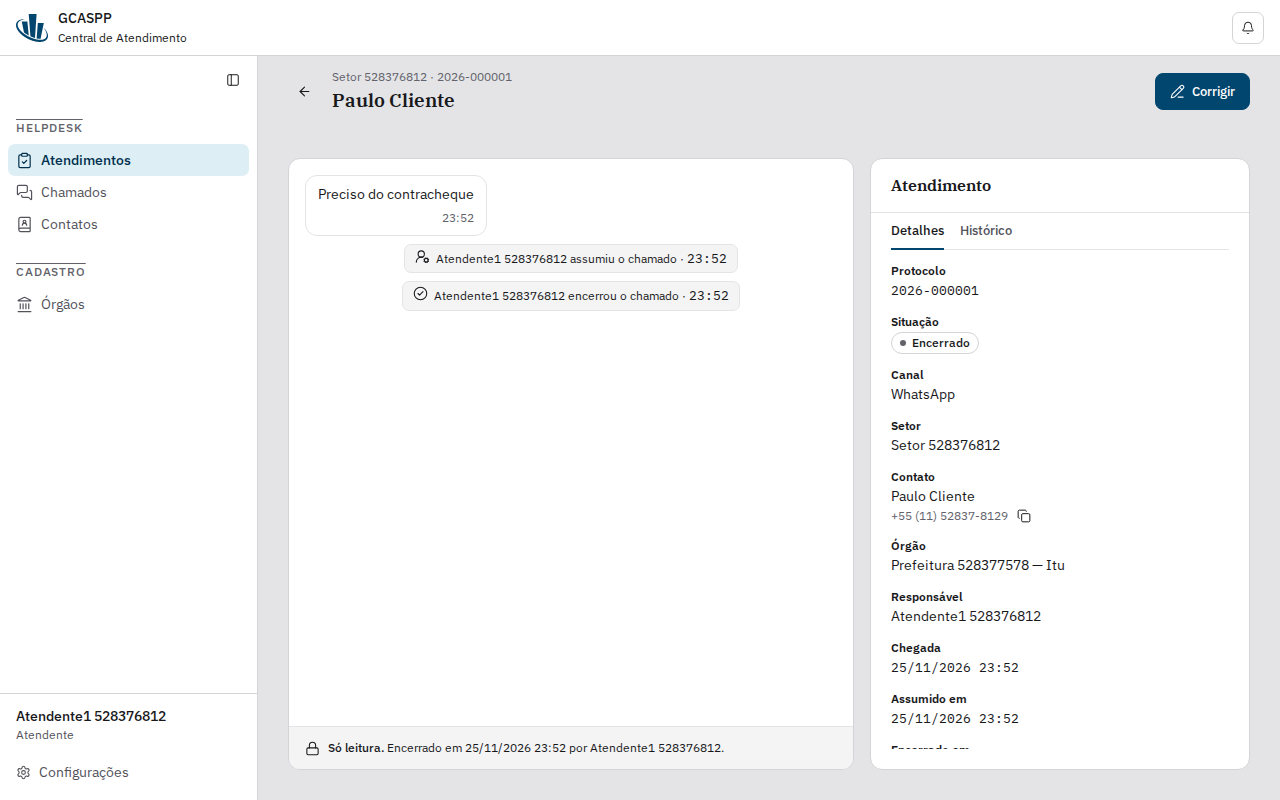 GCASPP
Central de Atendimento
HELPDESK
Atendimentos
Chamados
Contatos
CADASTRO
Órgãos
Atendente1 528376812
Atendente
Configurações
Setor 528376812 · 2026-000001
Paulo Cliente
Corrigir
Preciso do contracheque
23:52
Atendente1 528376812 assumiu o chamado · 23:52
Atendente1 528376812 encerrou o chamado · 23:52
Só leitura. Encerrado em 25/11/2026 23:52 por Atendente1 528376812.
Atendimento
Detalhes Histórico
Protocolo
2026-000001
Situação
Encerrado
Canal
WhatsApp
Setor
Setor 528376812
Contato
Paulo Cliente
+55 (11) 52837-8129
Órgão
Prefeitura 528377578 — Itu
Responsável
Atendente1 528376812
Chegada
25/11/2026 23:52
Assumido em
25/11/2026 23:52
Encerrado em